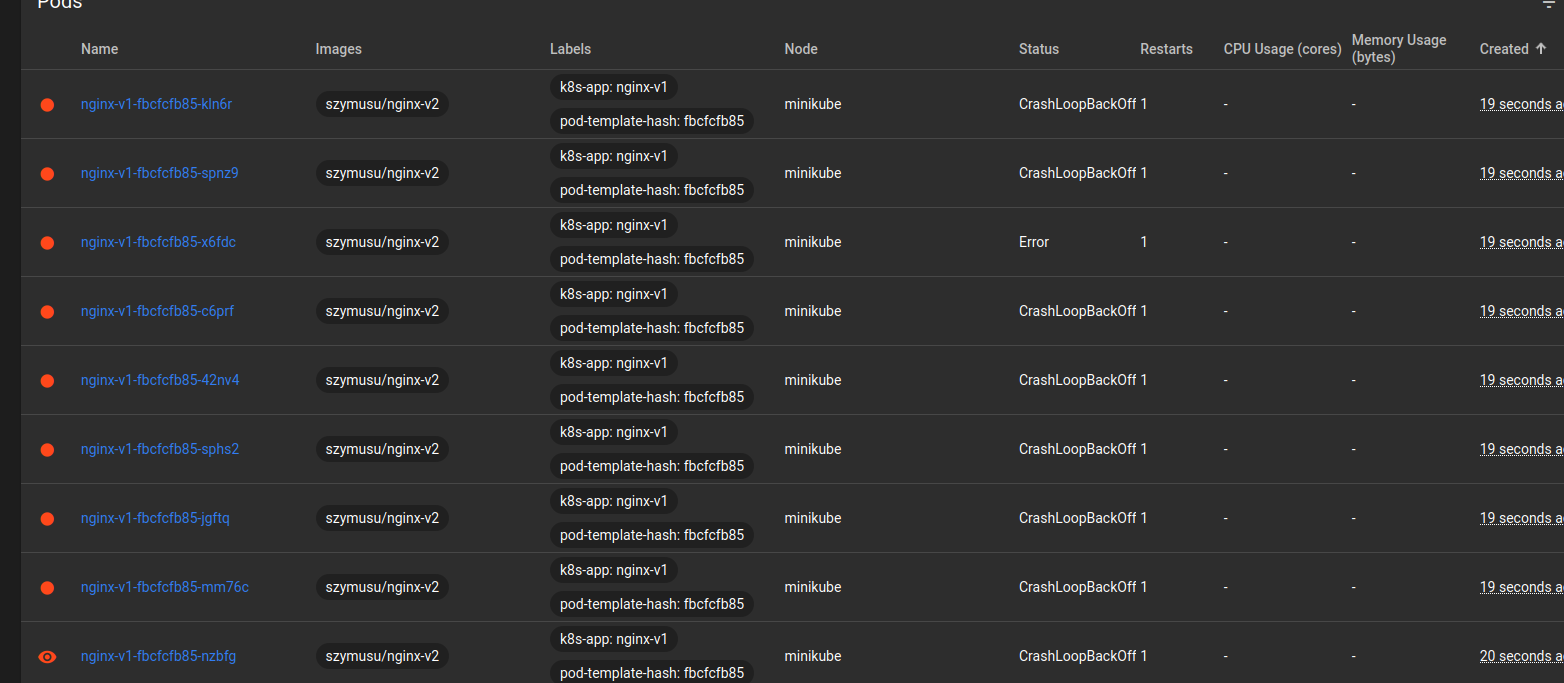 Pods
Name Images Labels Node Status Restarts CPU Usage (cores) Memory Usage (bytes) Created
k8s-app: nginx-v1
nginx-v1-fbcfcfb85-kln6r szymusu/nginx-v2 minikube CrashLoopBackOff 1 - - 19 seconds a
pod-template-hash: fbcfcfb85
k8s-app: nginx-v1
nginx-v1-fbcfcfb85-spnz9 szymusu/nginx-v2 minikube CrashLoopBackOff 1 - - 19 seconds a
pod-template-hash: fbcfcfb85
k8s-app: nginx-v1
nginx-v1-fbcfcfb85-x6fdc szymusu/nginx-v2 minikube Error 1 - - 19 seconds a
pod-template-hash: fbcfcfb85
k8s-app: nginx-v1
nginx-v1-fbcfcfb85-c6prf szymusu/nginx-v2 minikube CrashLoopBackOff 1 - - 19 seconds a
pod-template-hash: fbcfcfb85
k8s-app: nginx-v1
nginx-v1-fbcfcfb85-42nv4 szymusu/nginx-v2 minikube CrashLoopBackOff 1 - - 19 seconds a
pod-template-hash: fbcfcfb85
k8s-app: nginx-v1
nginx-v1-fbcfcfb85-sphs2 szymusu/nginx-v2 minikube CrashLoopBackOff 1 - - 19 seconds a
pod-template-hash: fbcfcfb85
k8s-app: nginx-v1
nginx-v1-fbcfcfb85-jgftq szymusu/nginx-v2 minikube CrashLoopBackOff 1 - - 19 seconds a
pod-template-hash: fbcfcfb85
k8s-app: nginx-v1
nginx-v1-fbcfcfb85-mm76c szymusu/nginx-v2 minikube CrashLoopBackOff 1 - - 19 seconds a
pod-template-hash: fbcfcfb85
k8s-app: nginx-v1
nginx-v1-fbcfcfb85-nzbfg szymusu/nginx-v2 minikube CrashLoopBackOff 1 - - 20 seconds a
pod-template-hash: fbcfcfb85